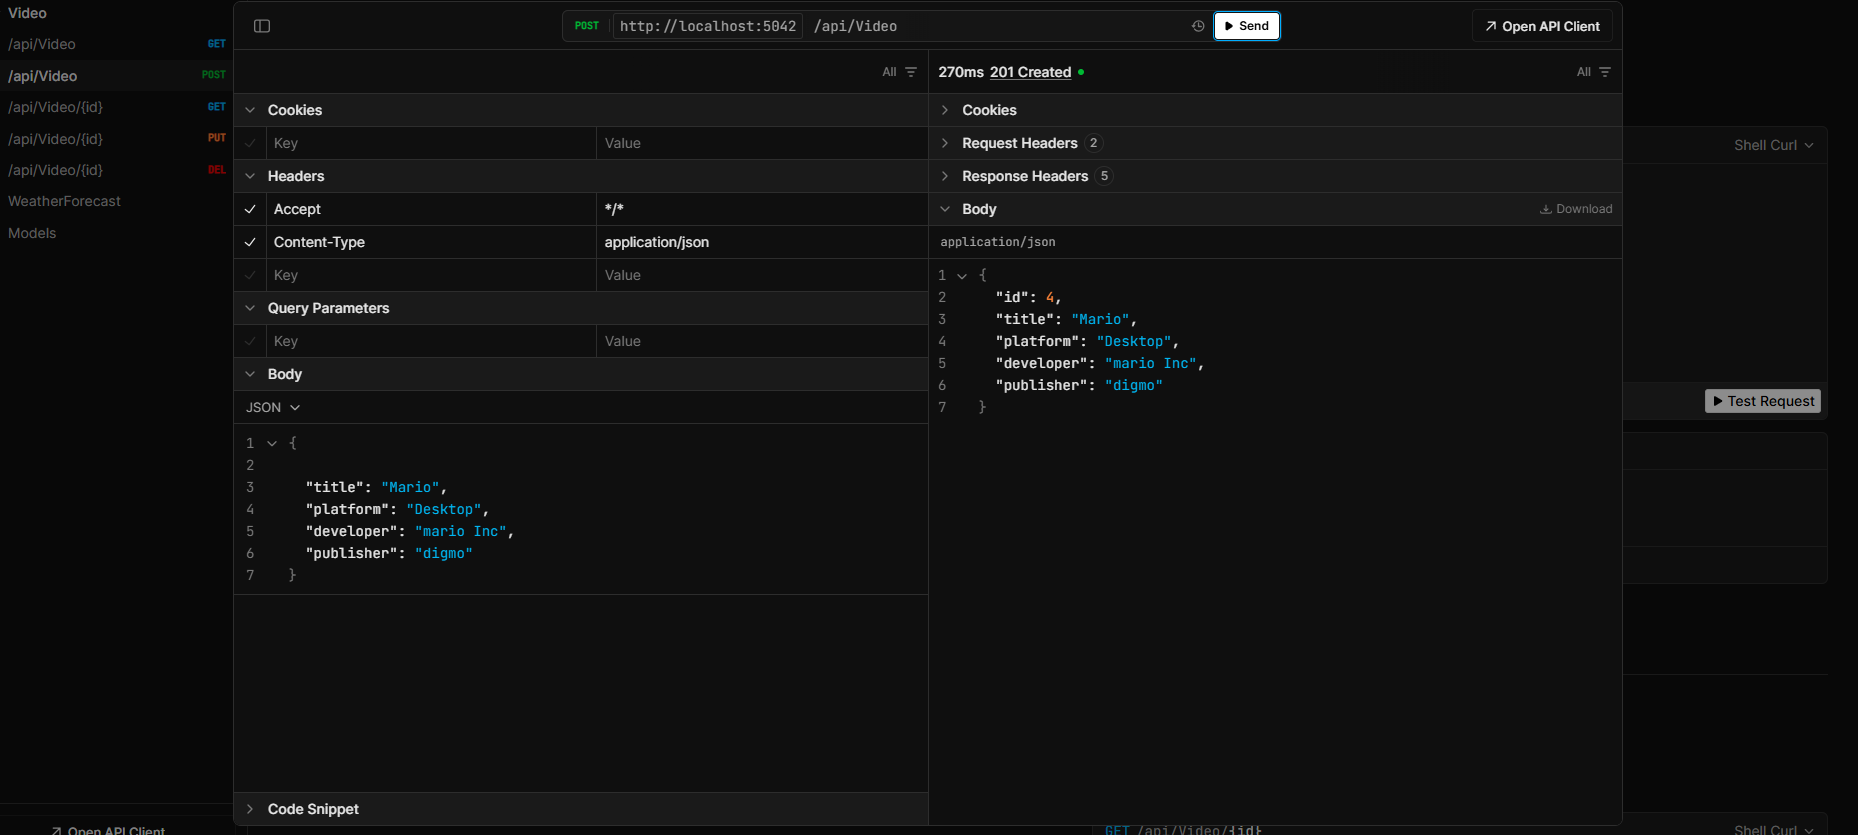 Video
/api/Video GET
/api/Video POST
/api/Video/{id} GET
/api/Video/{id} PUT
/api/Video/{id} DEL
WeatherForecast
Models
Open API Client
POST http://localhost:5042 /api/Video Send
Open API Client
All
Cookies
Key Value
Headers
Accept */*
Content-Type application/json
Key Value
Query Parameters
Key Value
Body
JSON
1 {
2
3 "title": "Mario",
4 "platform": "Desktop",
5 "developer": "mario Inc",
6 "publisher": "digmo"
7 }
Code Snippet
270ms 201 Created All
Cookies
Request Headers 2
Response Headers 5
Body Download
application/json
1 {
2 "id": 4,
3 "title": "Mario",
4 "platform": "Desktop",
5 "developer": "mario Inc",
6 "publisher": "digmo"
7 }
Shell Curl
Test Request
GET /api/Video/{id} Shell Curl